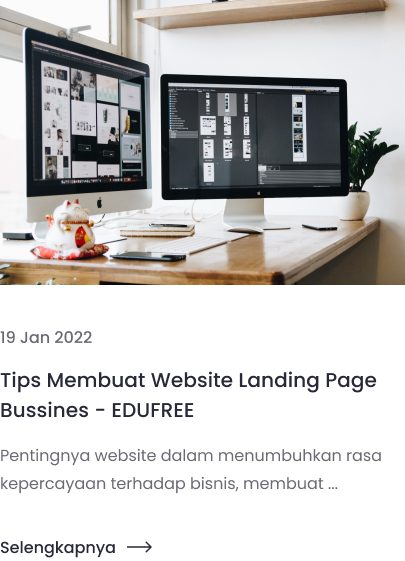 19 Jan 2022
Tips Membuat Website Landing Page
Bussines - EDUFREE
Pentingnya website dalam menumbuhkan rasa
kepercayaan terhadap bisnis, membuat ...
Selengkapnya